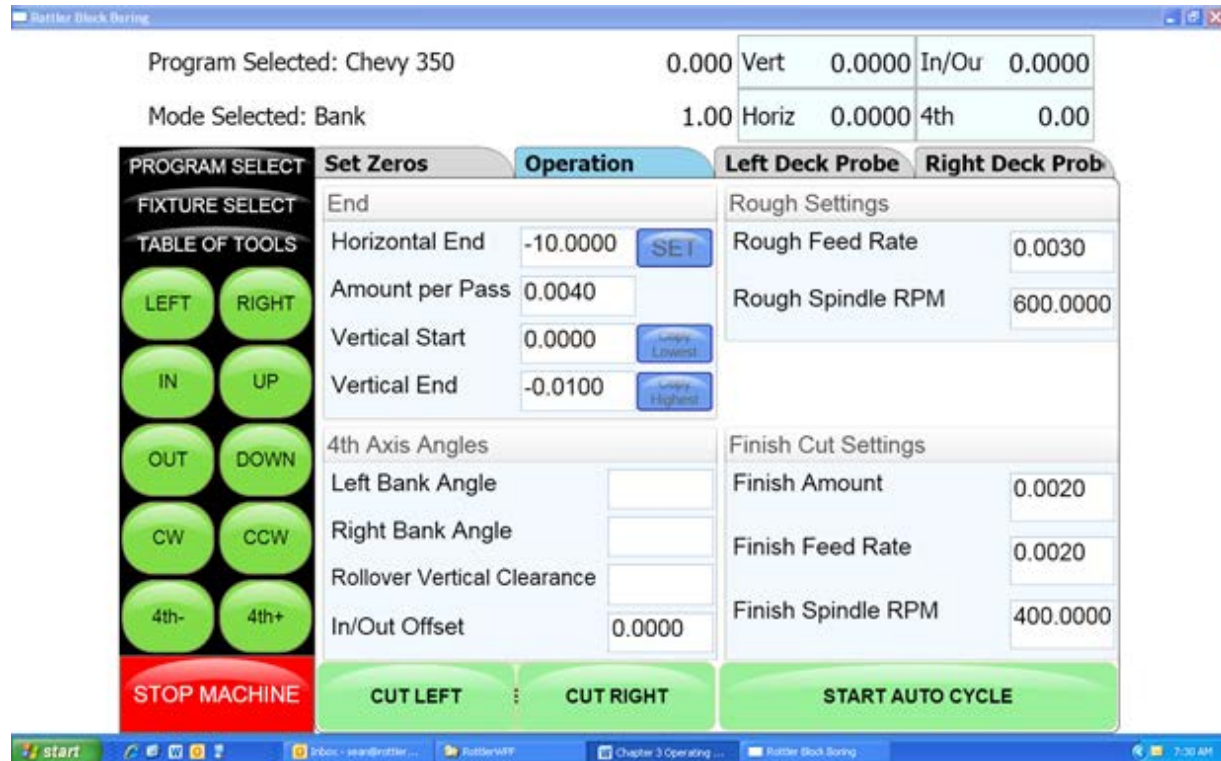 Rottler Block Boring
Program Selected: Chevy 350 0.000 Vert 0.0000 In/Ou 0.0000
Mode Selected: Bank 1.00 Horiz 0.0000 4th 0.00
PROGRAM SELECT
FIXTURE SELECT
TABLE OF TOOLS
LEFT RIGHT
IN UP
OUT DOWN
CW CCW
4th- 4th+
STOP MACHINE
Set Zeros Operation Left Deck Probe Right Deck Prob
End
Horizontal End -10.0000 SET
Amount per Pass 0.0040
Vertical Start 0.0000 Copy Lowest
Vertical End -0.0100 Copy Highest
Rough Settings
Rough Feed Rate 0.0030
Rough Spindle RPM 600.0000
4th Axis Angles
Left Bank Angle
Right Bank Angle
Rollover Vertical Clearance
In/Out Offset 0.0000
Finish Cut Settings
Finish Amount 0.0020
Finish Feed Rate 0.0020
Finish Spindle RPM 400.0000
CUT LEFT CUT RIGHT START AUTO CYCLE
start Inbox - sean@rottler... RottlerWPF Chapter 3 Operating ... Rottler Block Boring 7:30 AM